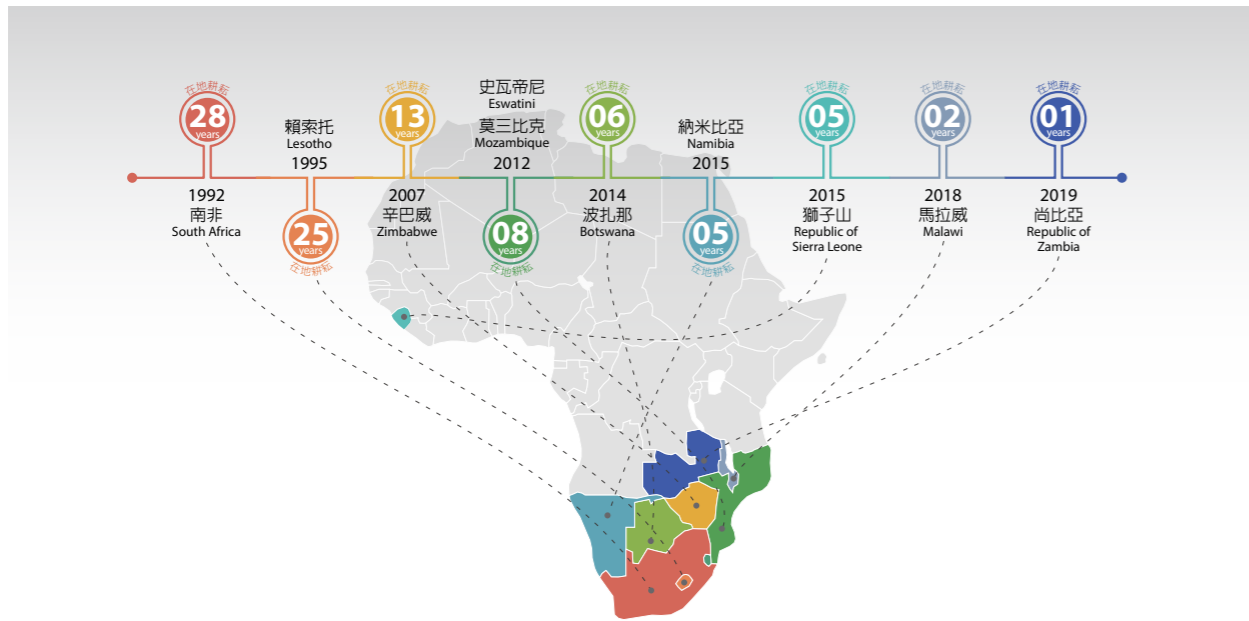 在地耕耘
28
years
1992
南非
South Africa
賴索托
Lesotho
1995
25
years
在地耕耘
在地耕耘
13
years
2007
辛巴威
Zimbabwe
史瓦帝尼
Eswatini
莫三比克
Mozambique
2012
08
years
在地耕耘
在地耕耘
06
years
2014
波扎那
Botswana
納米比亞
Namibia
2015
05
years
在地耕耘
在地耕耘
05
years
2015
獅子山
Republic of
Sierra Leone
在地耕耘
02
years
2018
馬拉威
Malawi
在地耕耘
01
years
2019
尚比亞
Republic of
Zambia